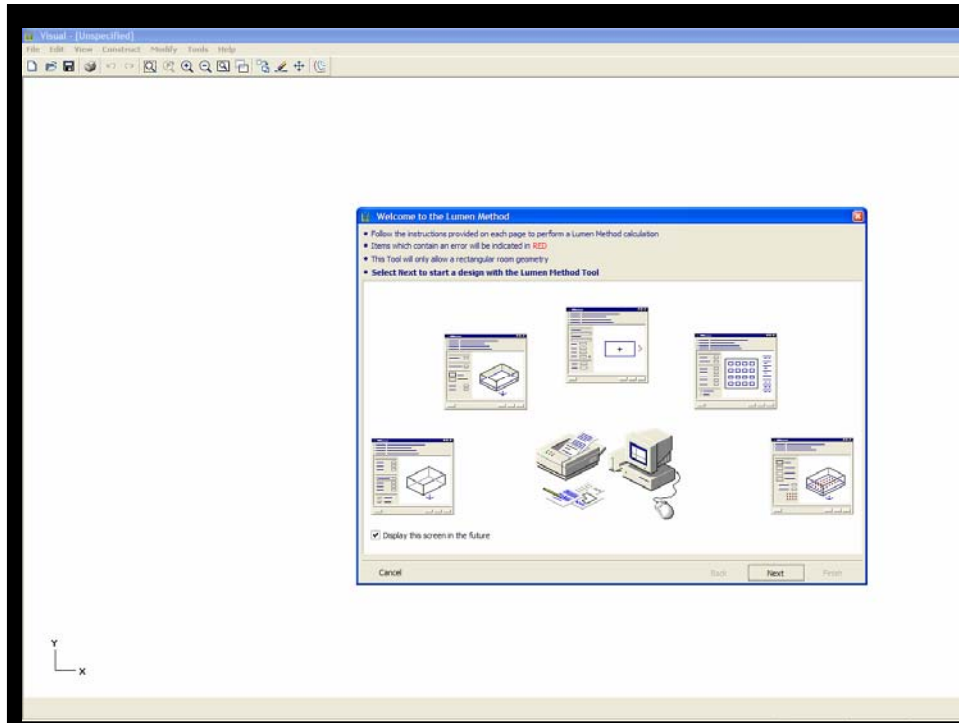 Visual - [Unspecified]
File Edit View Construct Modify Tools Help
Welcome to the Lumen Method
Follow the instructions provided on each page to perform a Lumen Method calculation
Items which contain an error will be indicated in RED
This Tool will only allow a rectangular room geometry
Select Next to start a design with the Lumen Method Tool
Display this screen in the future
Cancel Back Next Finish
Y
X